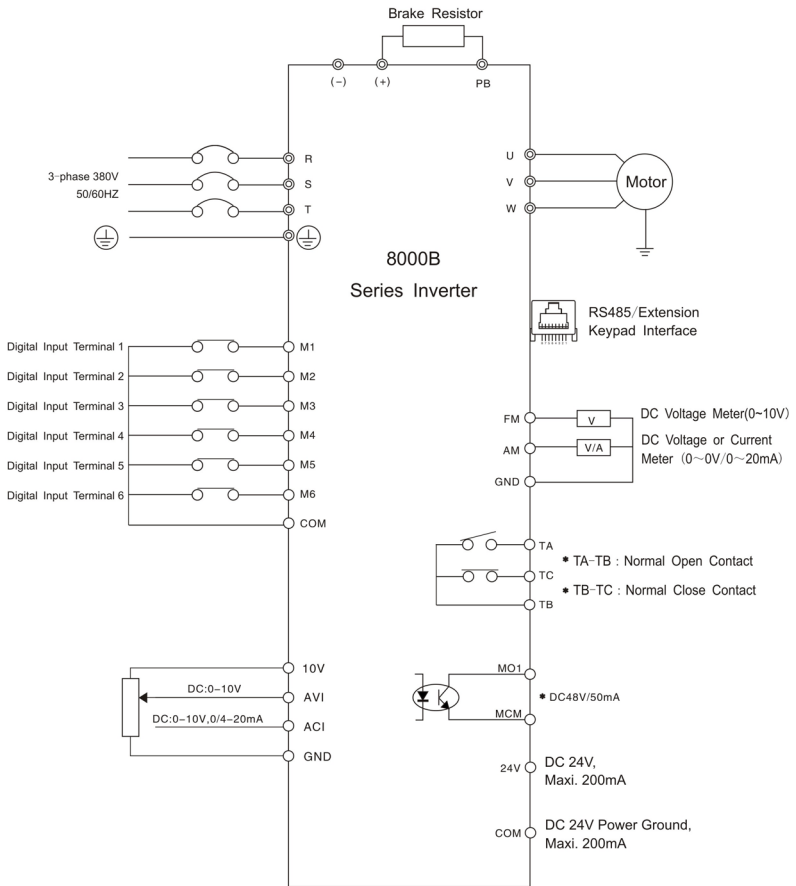 Brake Resistor
(-) (+) PB
R
S
T
3-phase 380V
50/60HZ
U
V
W
Motor
8000B
Series Inverter
RS485/Extension
Keypad Interface
Digital Input Terminal 1 M1
Digital Input Terminal 2 M2
Digital Input Terminal 3 M3
Digital Input Terminal 4 M4
Digital Input Terminal 5 M5
Digital Input Terminal 6 M6
COM
FM V DC Voltage Meter(0~10V)
AM V/A DC Voltage or Current
Meter (0～0V/0～20mA)
GND
TA
* TA-TB : Normal Open Contact
TC
* TB-TC : Normal Close Contact
TB
10V
DC:0-10V AVI
DC:0-10V,0/4-20mA ACI
GND
MO1
* DC48V/50mA
MCM
24V DC 24V,
Maxi. 200mA
COM DC 24V Power Ground,
Maxi. 200mA